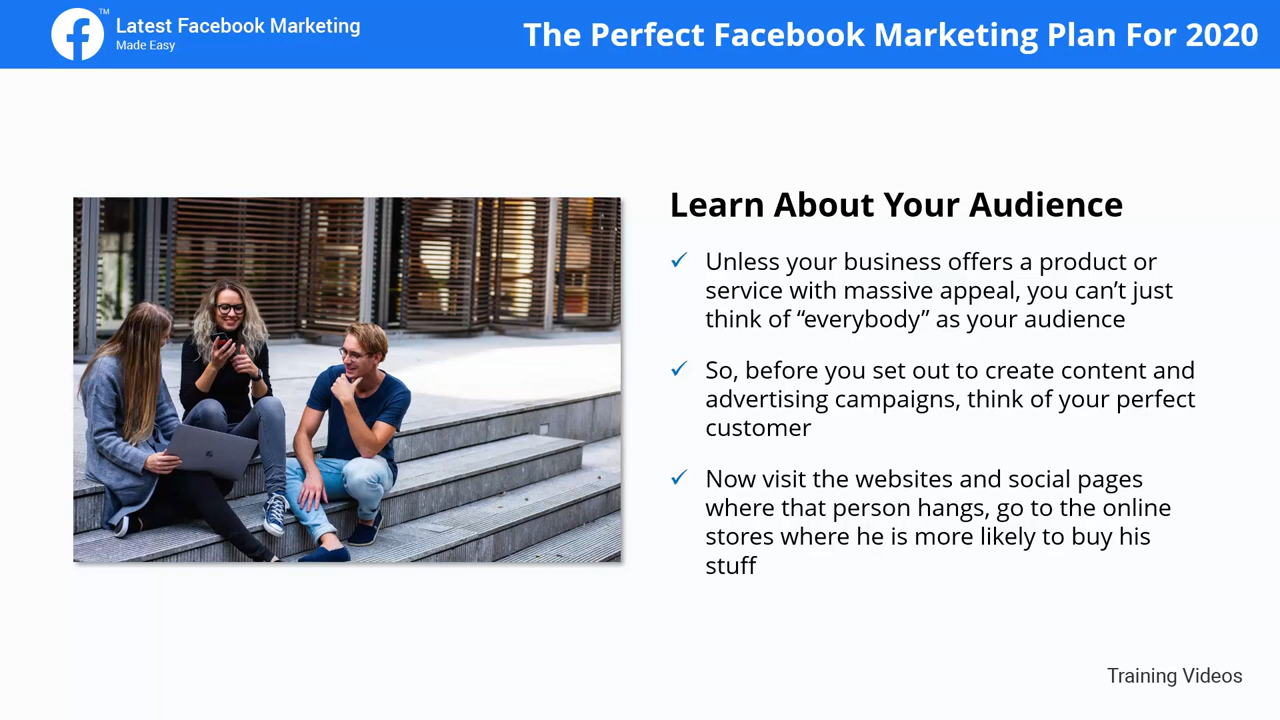 Latest Facebook Marketing
TM
Made Easy
The Perfect Facebook Marketing Plan For 2020
Learn About Your Audience
✓ Unless your business offers a product or
service with massive appeal, you can’t just
think of “everybody” as your audience
✓ So, before you set out to create content and
advertising campaigns, think of your perfect
customer
✓ Now visit the websites and social pages
where that person hangs, go to the online
stores where he is more likely to buy his
stuff
Training Videos